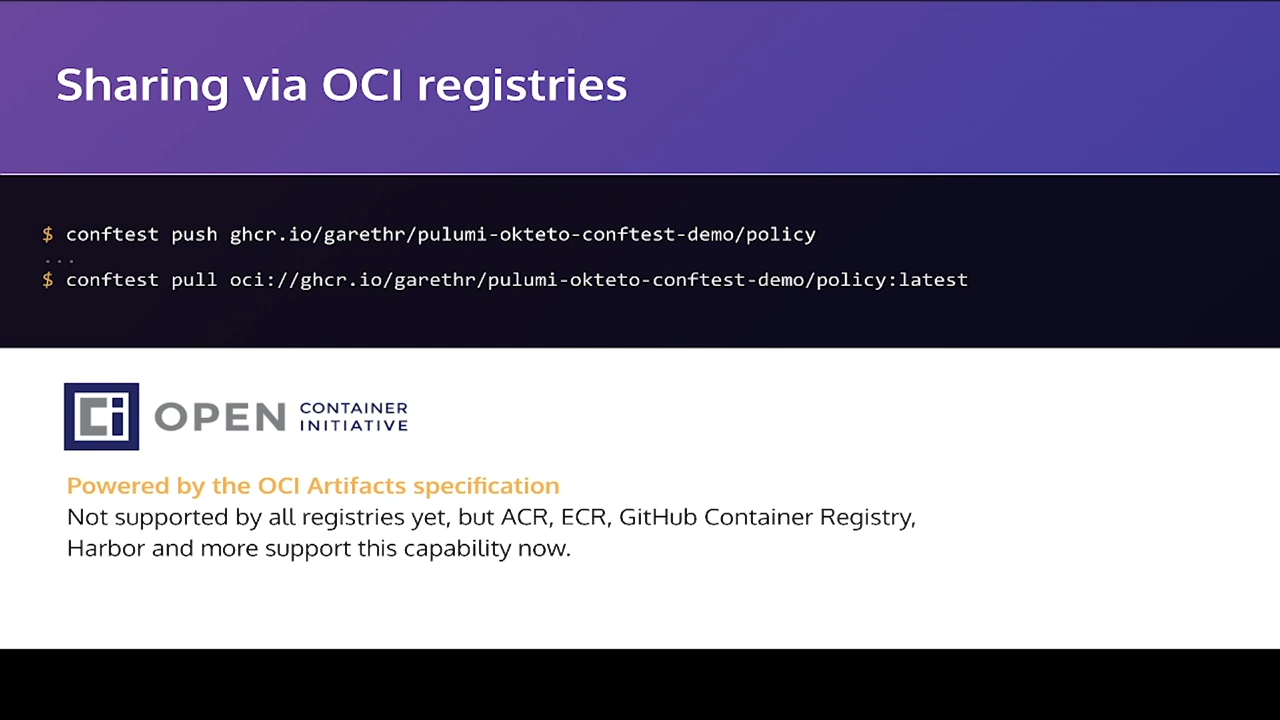 Sharing via OCI registries
$ conftest push ghcr.io/garethr/pulumi-okteto-conftest-demo/policy
...
$ conftest pull oci://ghcr.io/garethr/pulumi-okteto-conftest-demo/policy:latest
Ci OPEN CONTAINER
INITIATIVE
Powered by the OCI Artifacts specification
Not supported by all registries yet, but ACR, ECR, GitHub Container Registry,
Harbor and more support this capability now.